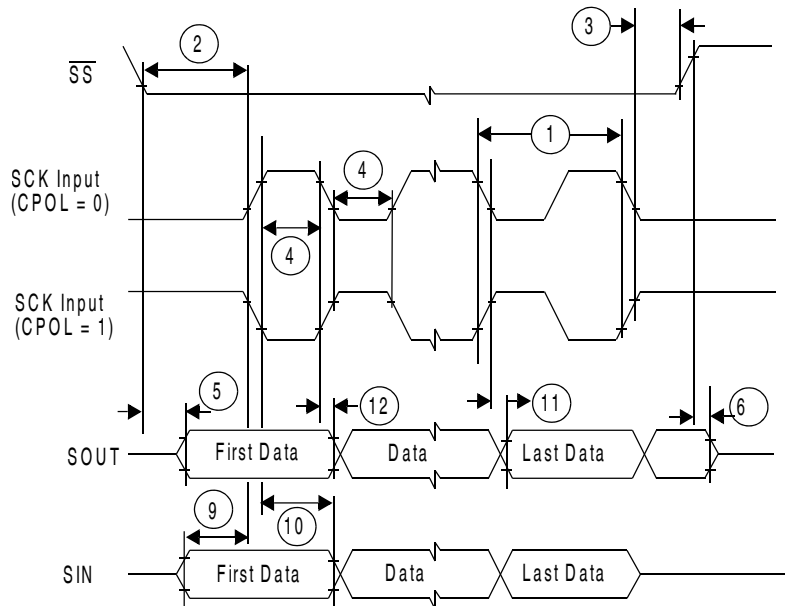 2
3
SS
1
SCK Input
(CPOL = 0)
4
4
SCK Input
(CPOL = 1)
5
12
11
6
SOUT
First Data
Data
Last Data
9
10
SIN
First Data
Data
Last Data